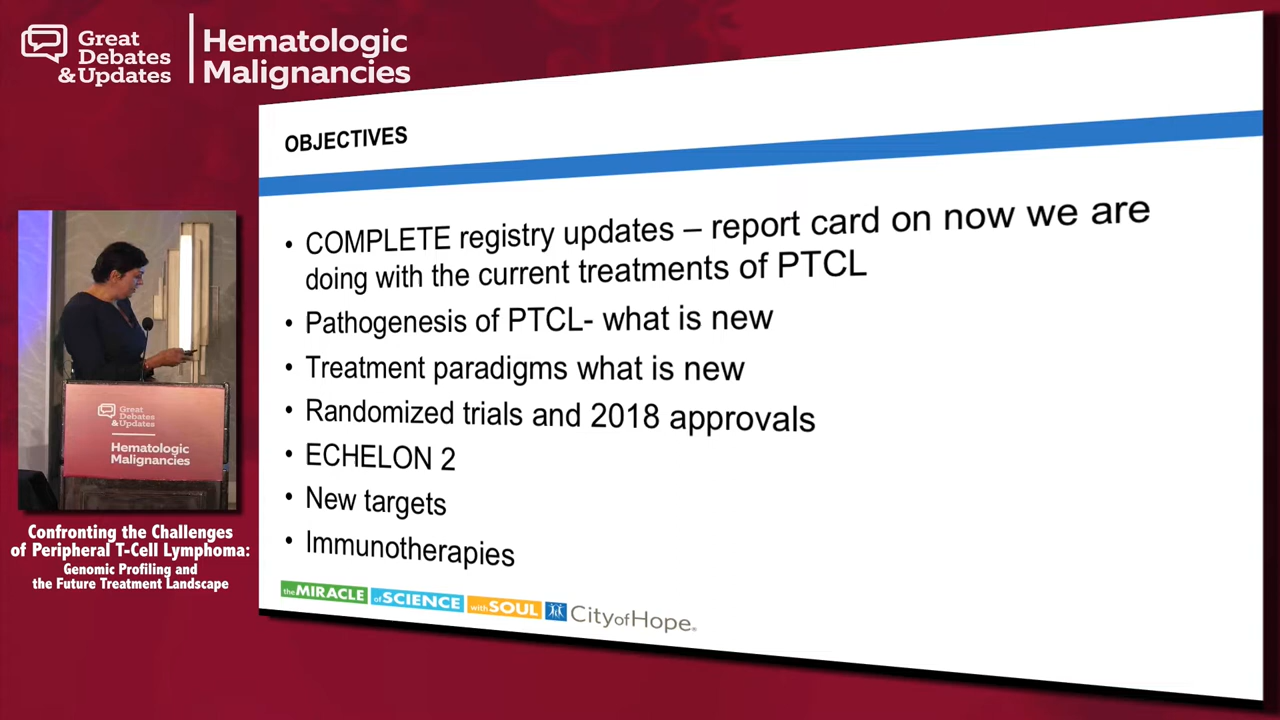 Great
Debates
&Updates
Hematologic
Malignancies
OBJECTIVES
• COMPLETE registry updates – report card on now we are
doing with the current treatments of PTCL
• Pathogenesis of PTCL- what is new
• Treatment paradigms what is new
• Randomized trials and 2018 approvals
• ECHELON 2
• New targets
• Immunotherapies
the MIRACLE of SCIENCE with SOUL CityofHope®
Great
Debates
&Updates
Hematologic
Malignancies
Confronting the Challenges
of Peripheral T-Cell Lymphoma:
Genomic Profiling and
the Future Treatment Landscape